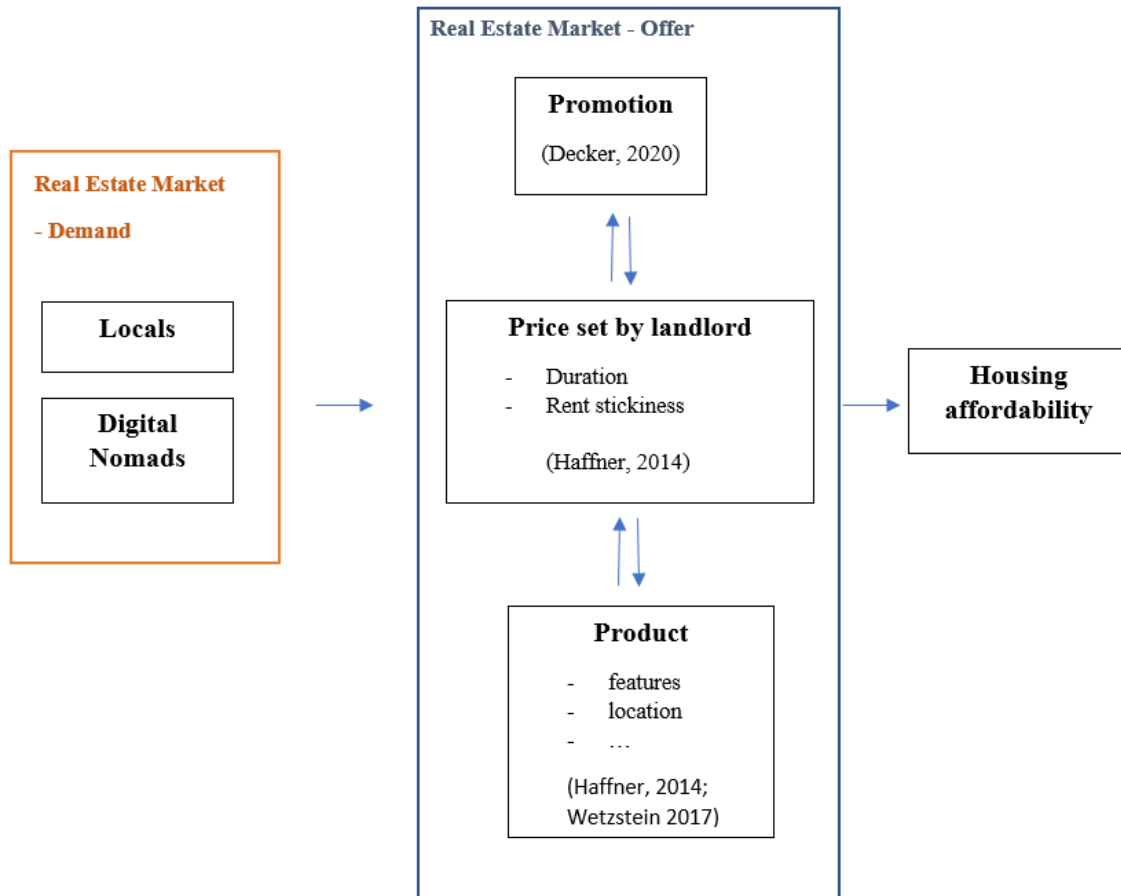 Real Estate Market - Offer
Promotion
(Decker, 2020)
Real Estate Market
- Demand
Locals
Digital
Nomads
Price set by landlord
- Duration
- Rent stickiness
(Haffner, 2014)
Housing
affordability
Product
- features
- location
- …
(Haffner, 2014;
Wetzstein 2017)